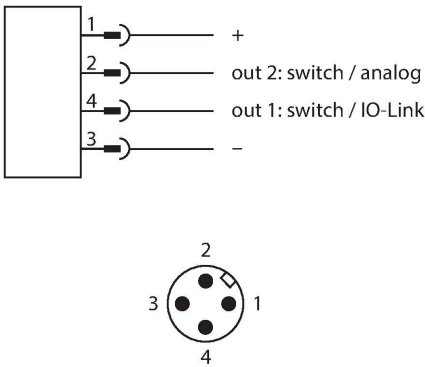 1 +
2 out 2: switch / analog
4 out 1: switch / IO-Link
3 –
2
3 1
4